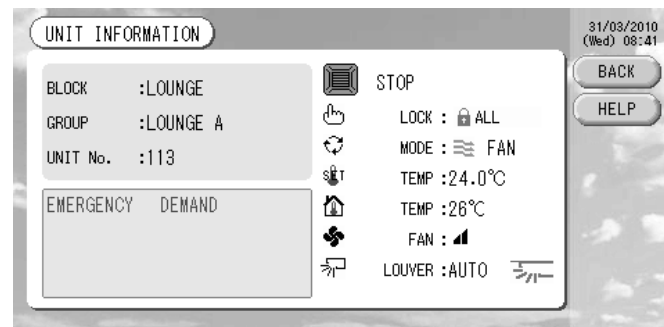 UNIT INFORMATION
31/03/2010
(Wed) 08:41
BACK
HELP
BLOCK :LOUNGE
GROUP :LOUNGE A
UNIT No. :113
EMERGENCY DEMAND
STOP
LOCK : ALL
MODE : FAN
SET TEMP :24.0℃
TEMP :26℃
FAN :
LOUVER :AUTO